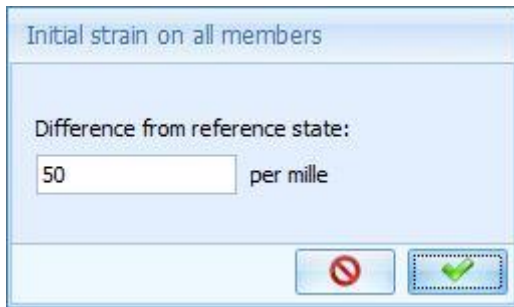 Initial strain on all members
Difference from reference state:
50 per mille